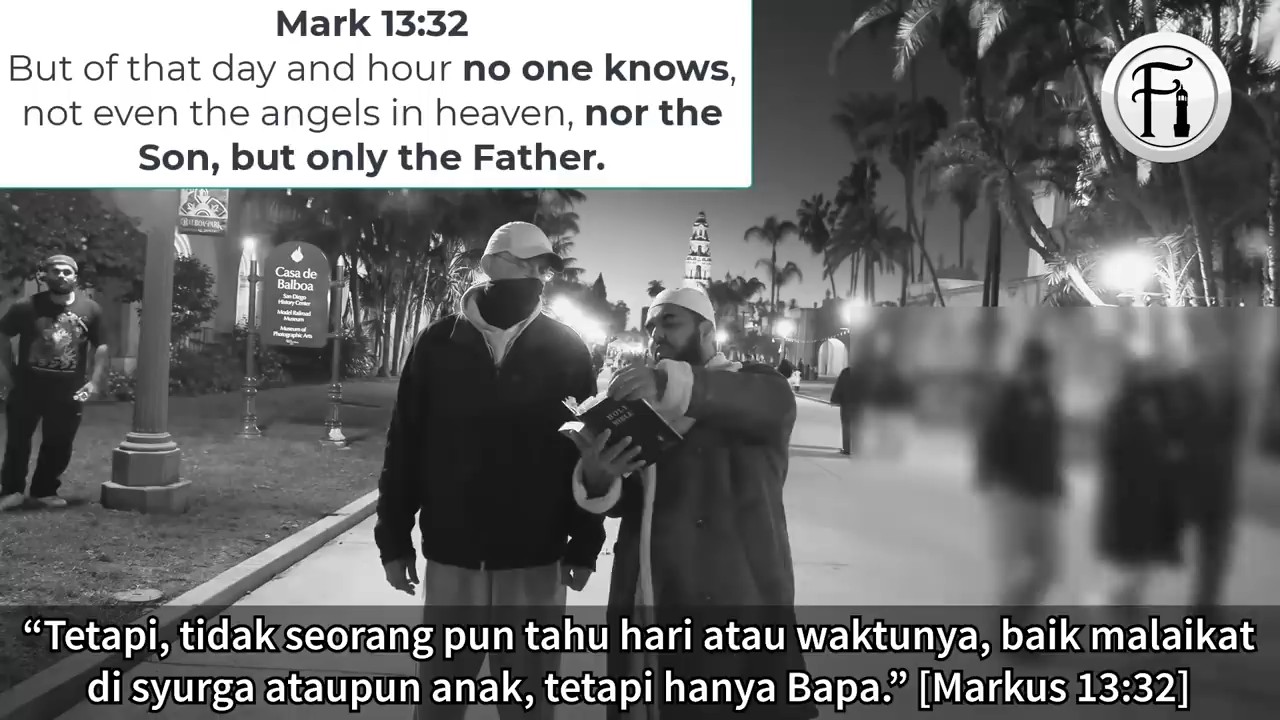 Mark 13:32
But of that day and hour no one knows,
not even the angels in heaven, nor the
Son, but only the Father.
Fi
BALBOA PARK
Casa de
Balboa
San Diego
History Center
Model Railroad
Museum
Museum of
Photographic Arts
HOLY
BIBLE
“Tetapi, tidak seorang pun tahu hari atau waktunya, baik malaikat
di syurga ataupun anak, tetapi hanya Bapa.” [Markus 13:32]